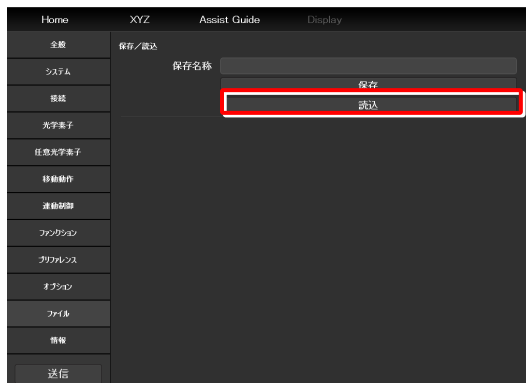 Home XYZ Assist Guide Display
全般
保存／読込
保存名称
システム
保存
接続
読込
光学素子
任意光学素子
移動動作
連動制御
ファンクション
プリファレンス
オプション
ファイル
情報
送信